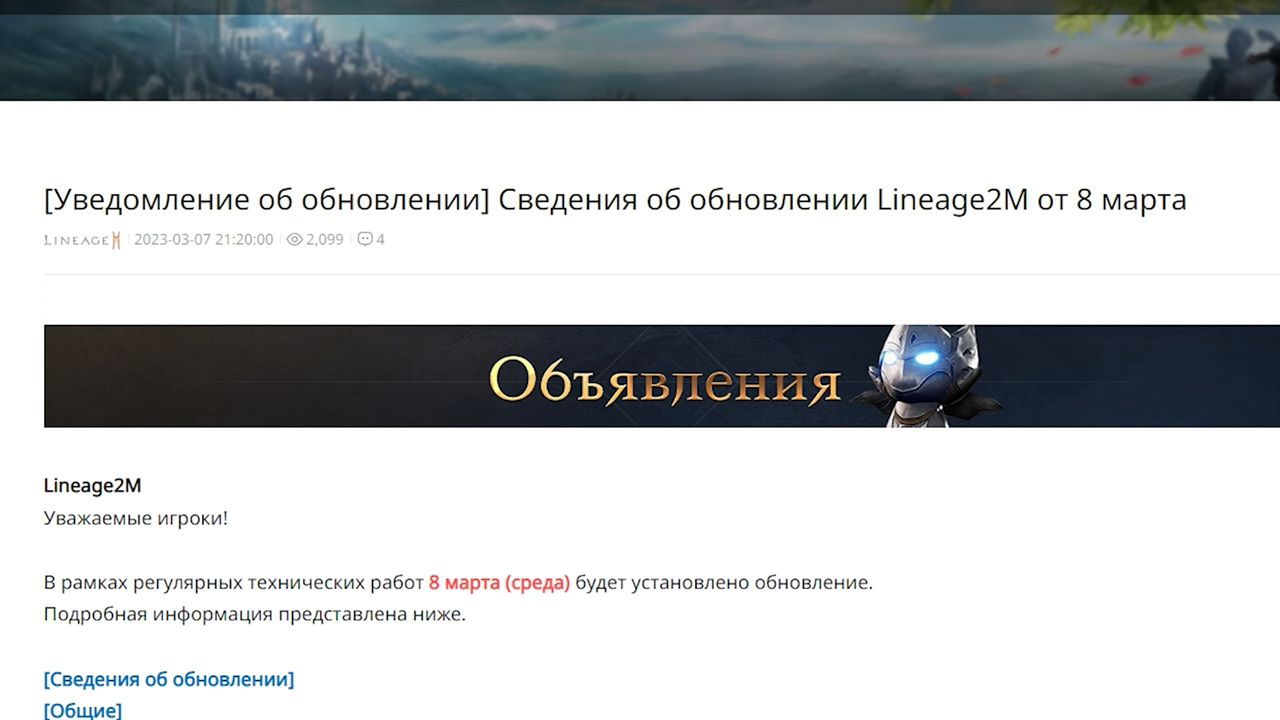 [Уведомление об обновлении] Сведения об обновлении Lineage2M от 8 марта
LINEAGEM 2023-03-07 21:20:00 2,099 4
Объявления
Lineage2M
Уважаемые игроки!
В рамках регулярных технических работ 8 марта (среда) будет установлено обновление.
Подробная информация представлена ниже.
[Сведения об обновлении]
[Общие]